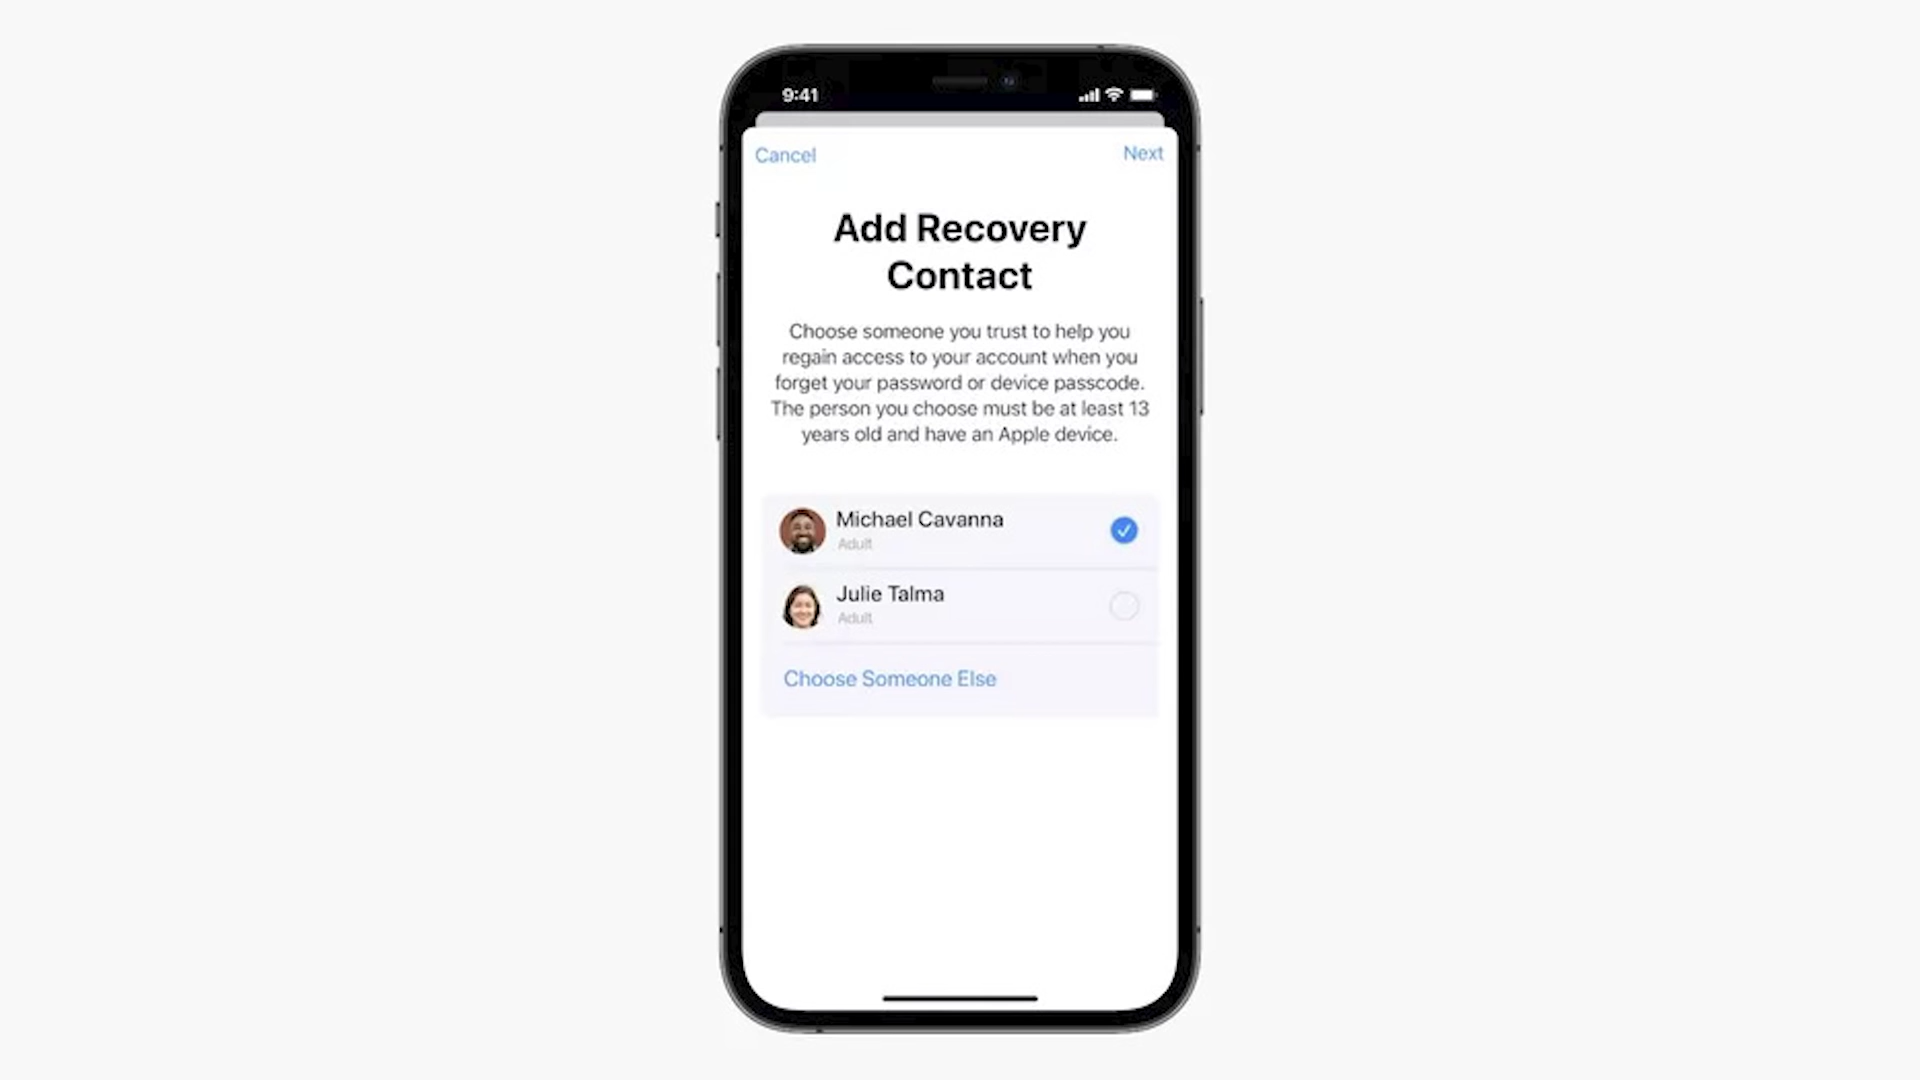 9:41
Cancel
Next
Add Recovery
Contact
Choose someone you trust to help you
regain access to your account when you
forget your password or device passcode.
The person you choose must be at least 13
years old and have an Apple device.
Michael Cavanna
Adult
Julie Talma
Adult
Choose Someone Else